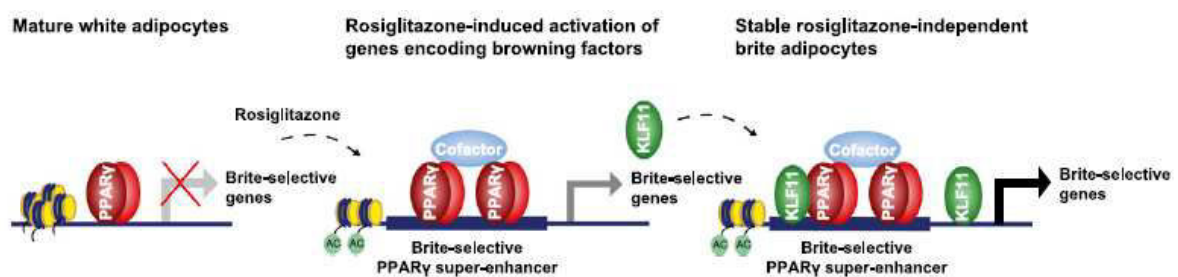 Mature white adipocytes
Rosiglitazone-induced activation of
genes encoding browning factors
Stable rosiglitazone-independent
brite adipocytes
Rosiglitazone
PPARγ
Brite-selective
genes
Cofactor
PPARγ
PPARγ
AC
AC
Brite-selective
PPARγ super-enhancer
KLF11
Brite-selective
genes
Cofactor
KLF11
PPARγ
PPARγ
KLF11
AC
AC
Brite-selective
PPARγ super-enhancer
Brite-selective
genes